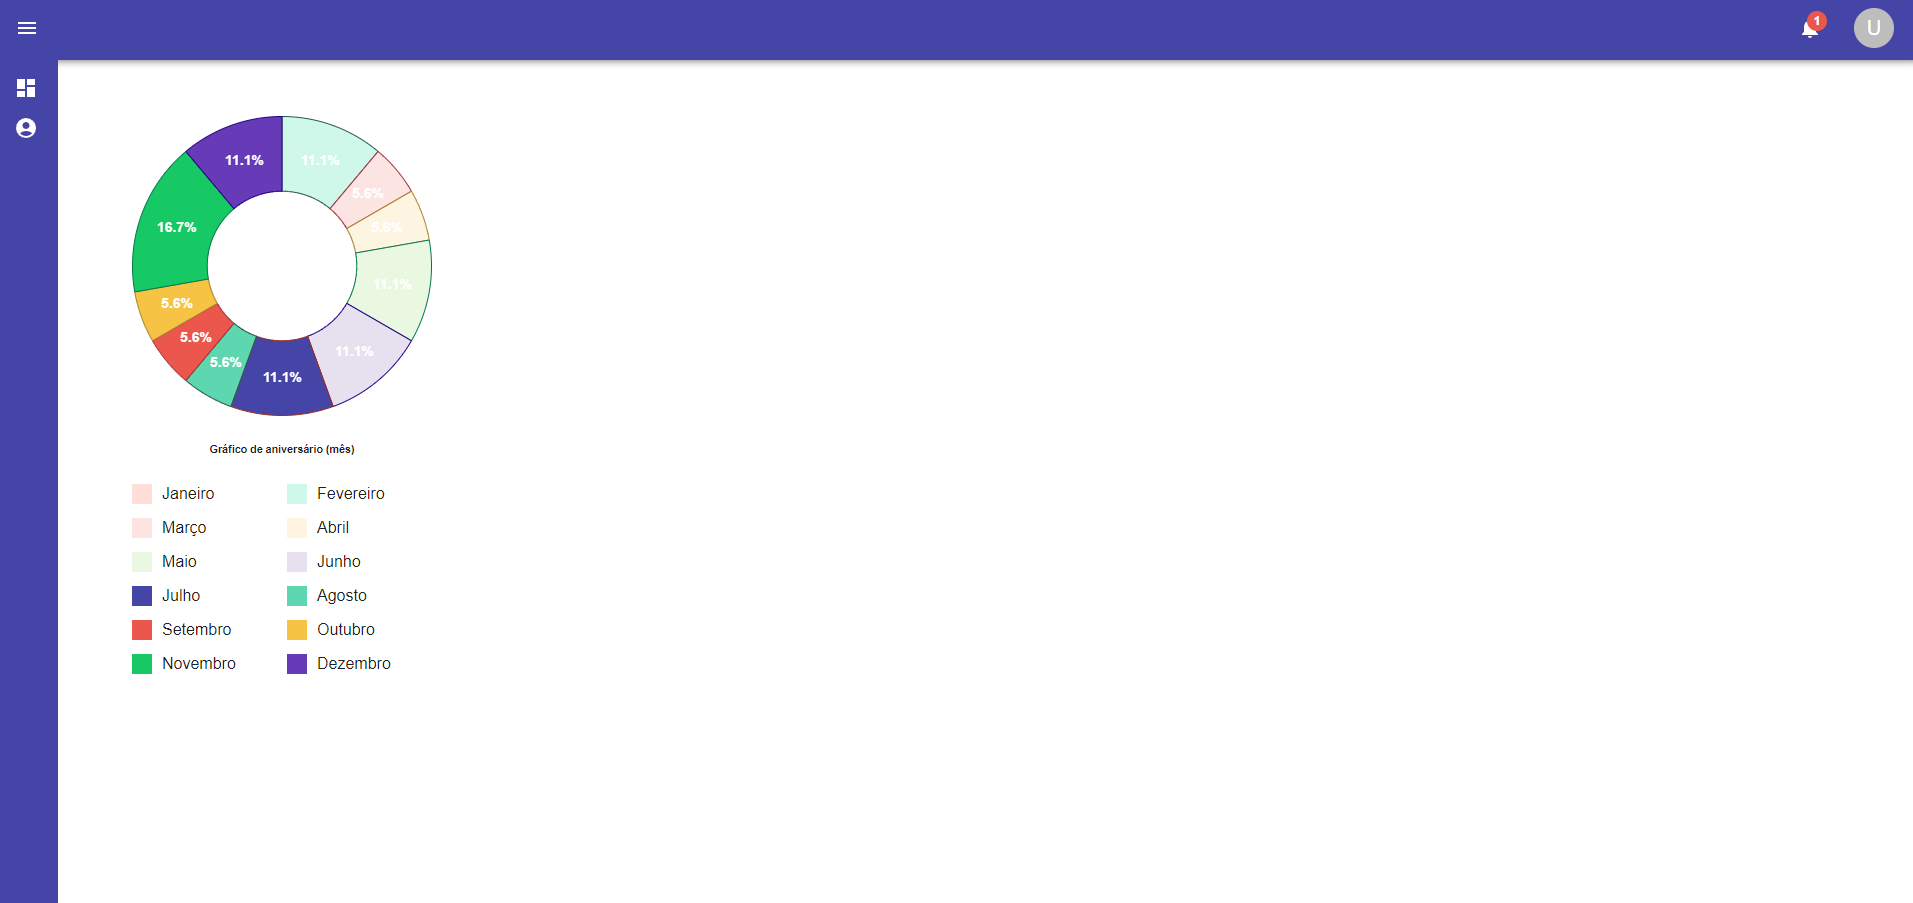 1
U
11.1% 11.1%
5.6%
16.7% 5.6%
11.1%
5.6%
5.6%
11.1%
5.6%
11.1%
Gráfico de aniversário (mês)
Janeiro Fevereiro
Março Abril
Maio Junho
Julho Agosto
Setembro Outubro
Novembro Dezembro